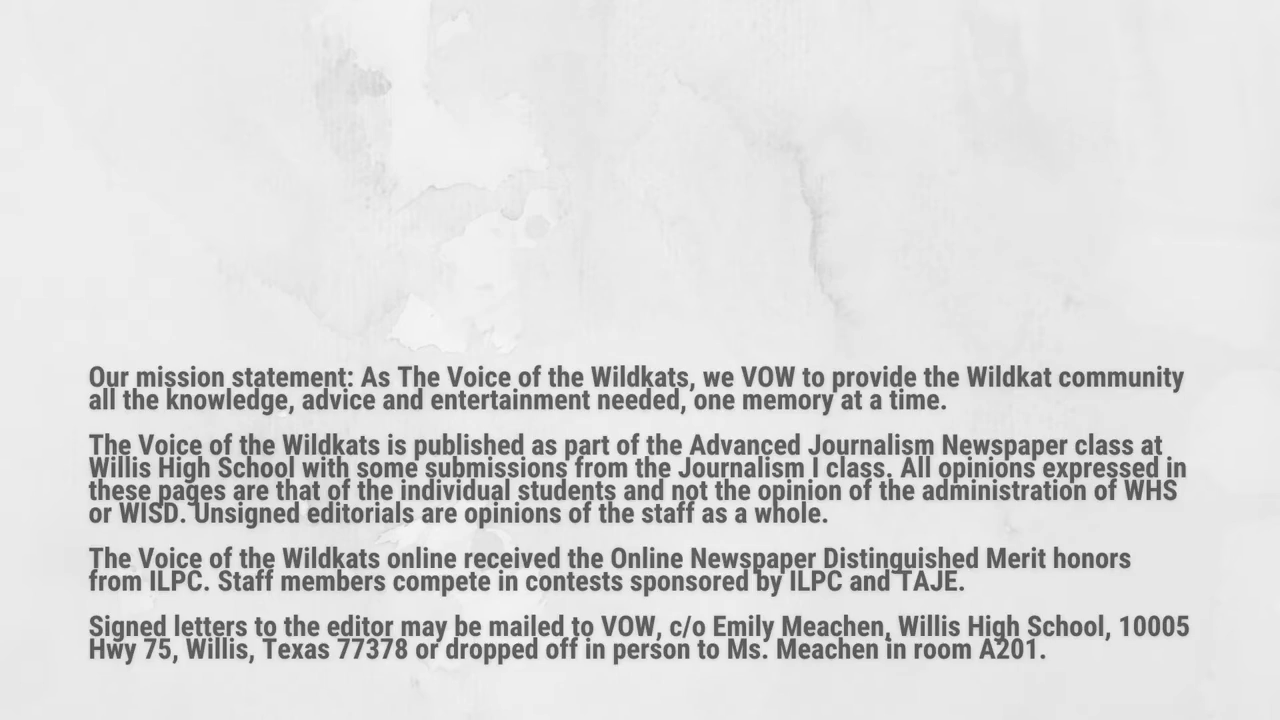 Our mission statement: As The Voice of the Wildkats, we VOW to provide the Wildkat community
all the knowledge, advice and entertainment needed, one memory at a time.
The Voice of the Wildkats is published as part of the Advanced Journalism Newspaper class at
Willis High School with some submissions from the Journalism I class. All opinions expressed in
these pages are that of the individual students and not the opinion of the administration of WHS
or WISD. Unsigned editorials are opinions of the staff as a whole.
The Voice of the Wildkats online received the Online Newspaper Distinguished Merit honors
from ILPC. Staff members compete in contests sponsored by ILPC and TAJE.
Signed letters to the editor may be mailed to VOW, c/o Emily Meachen, Willis High School, 10005
Hwy 75, Willis, Texas 77378 or dropped off in person to Ms. Meachen in room A201.